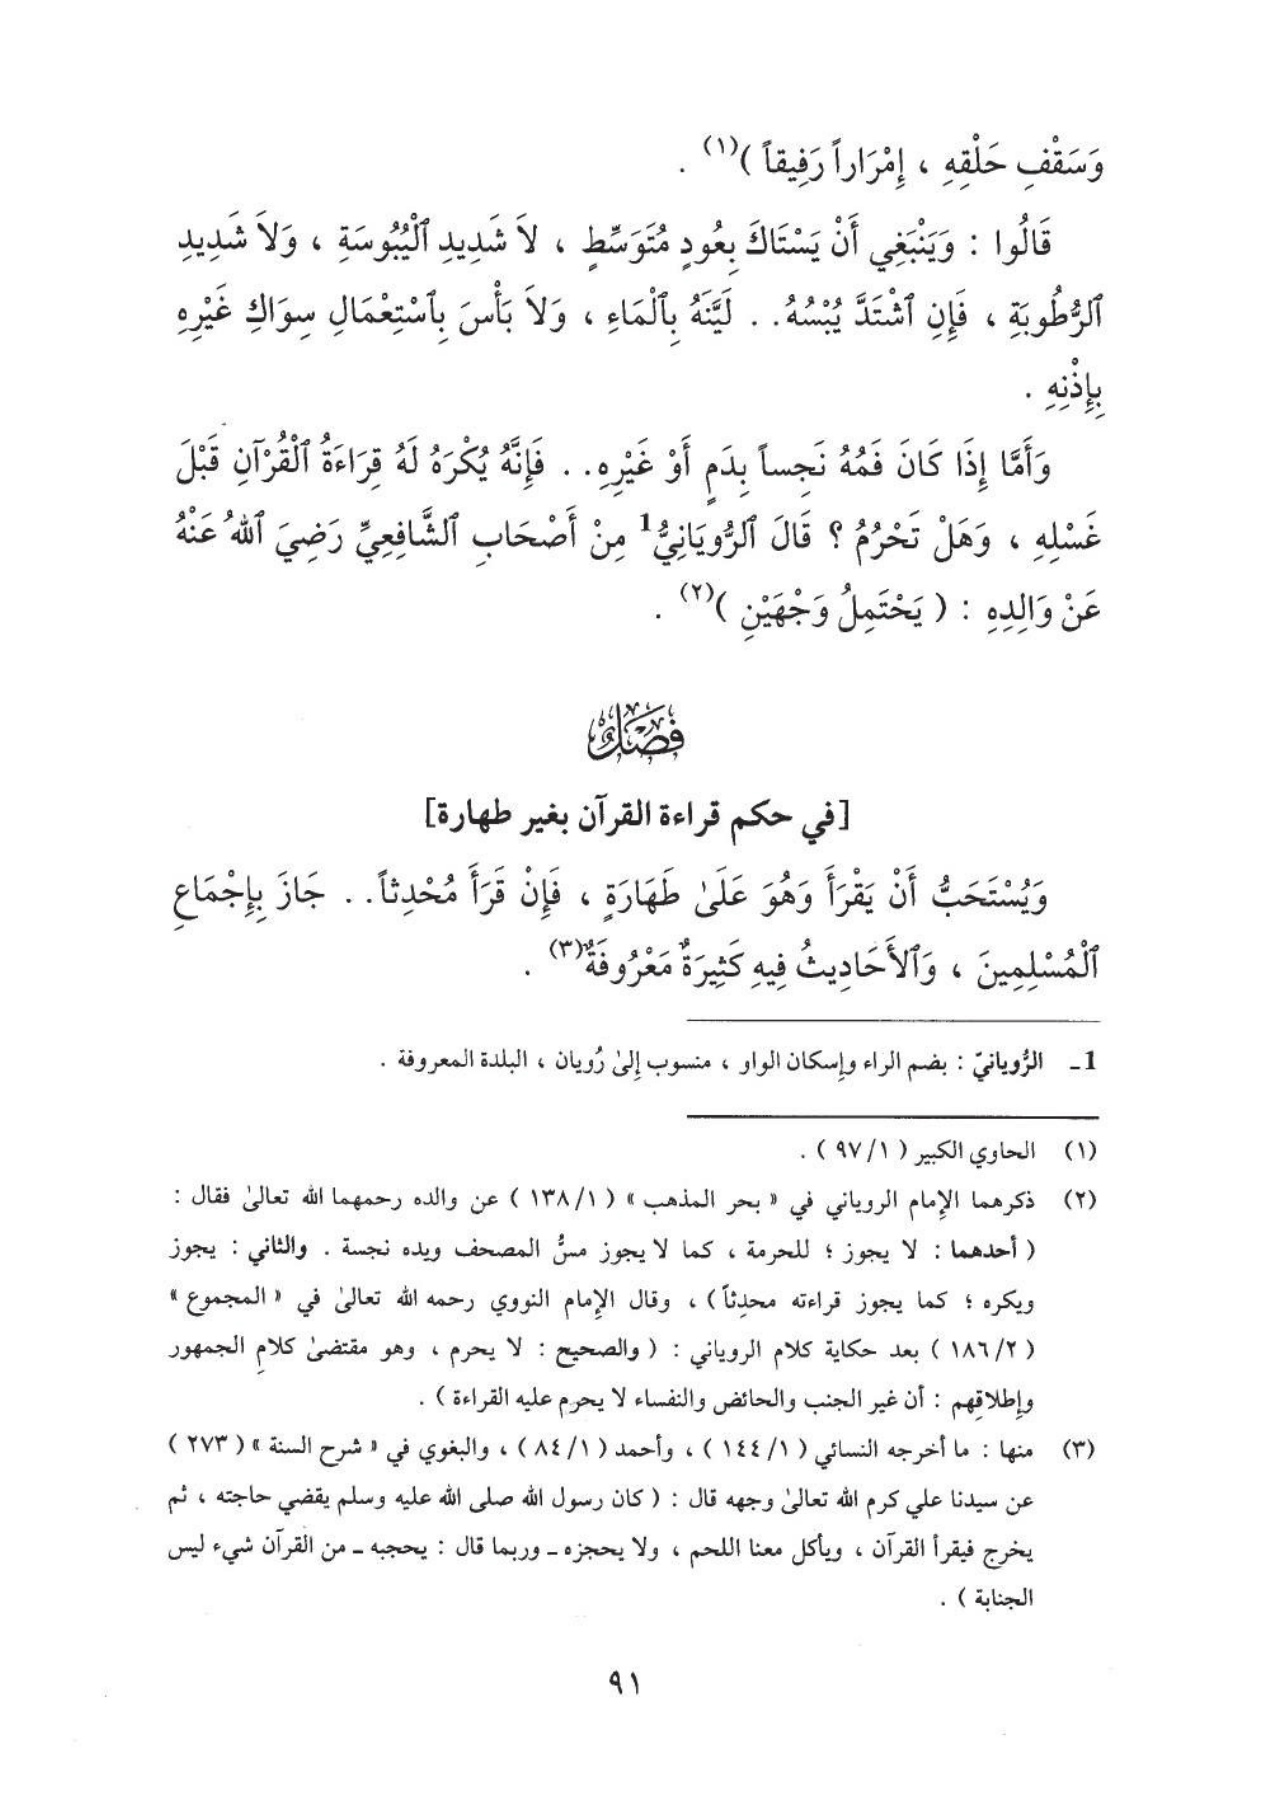 وَسَقْفِ حَلْقِهِ ، إِمْرَاراً رَفِيقاً )(١) .
قَالُوا : وَيَنْبَغِي أَنْ يَسْتَاكَ بِعُودٍ مُتَوَسِّطٍ ، لاَ شَدِيدِ ٱلْيُبُوسَةِ ، وَلاَ شَدِيدِ
ٱلرُّطُوبَةِ ، فَإِنِ ٱشْتَدَّ يُبْسُهُ . . لَيَّنَهُ بِٱلْمَاءِ ، وَلاَ بَأْسَ بِٱسْتِعْمَالِ سِوَاكِ غَيْرِهِ
بِإِذْنِهِ .
وَأَمَّا إِذَا كَانَ فَمُهُ نَجِساً بِدَمٍ أَوْ غَيْرِهِ . . فَإِنَّهُ يُكْرَهُ لَهُ قِرَاءَةُ ٱلْقُرْآنِ قَبْلَ
غَسْلِهِ ، وَهَلْ تَحْرُمُ ؟ قَالَ ٱلرُّويَانِيُّ1 مِنْ أَصْحَابِ ٱلشَّافِعِيِّ رَضِيَ ٱللهُ عَنْهُ
عَنْ وَالِدِهِ : ( يَحْتَمِلُ وَجْهَيْنِ )(٢) .
فَصْلٌ
[في حكم قراءة القرآن بغير طهارة]
وَيُسْتَحَبُّ أَنْ يَقْرَأَ وَهُوَ عَلَىٰ طَهَارَةٍ ، فَإِنْ قَرَأَ مُحْدِثاً . . جَازَ بِإِجْمَاعِ
ٱلْمُسْلِمِينَ ، وَٱلأَحَادِيثُ فِيهِ كَثِيرَةٌ مَعْرُوفَةٌ(٣) .
1ـ الرُّويانيّ : بضم الراء وإسكان الواو ، منسوب إلىٰ رُويان ، البلدة المعروفة .
(١) الحاوي الكبير ( ١/ ٩٧ ) .
(٢) ذكرهما الإمام الروياني في « بحر المذهب » ( ١/ ١٣٨ ) عن والده رحمهما الله تعالىٰ فقال :
( أحدهما : لا يجوز ؛ للحرمة ، كما لا يجوز مسُّ المصحف ويده نجسة . والثاني : يجوز
ويكره ؛ كما يجوز قراءته محدِثاً ) ، وقال الإمام النووي رحمه الله تعالىٰ في « المجموع »
( ٢/ ١٨٦ ) بعد حكاية كلام الروياني : ( والصحيح : لا يحرم ، وهو مقتضىٰ كلامِ الجمهور
وإطلاقِهم : أن غير الجنب والحائض والنفساء لا يحرم عليه القراءة ) .
(٣) منها : ما أخرجه النسائي ( ١/ ١٤٤ ) ، وأحمد ( ١/ ٨٤ ) ، والبغوي في « شرح السنة » ( ٢٧٣ )
عن سيدنا علي كرم الله تعالىٰ وجهه قال : ( كان رسول الله صلى الله عليه وسلم يقضي حاجته ، ثم
يخرج فيقرأ القرآن ، ويأكل معنا اللحم ، ولا يحجزه ـ وربما قال : يحجبه ـ من القرآن شيء ليس
الجنابة ) .
٩١